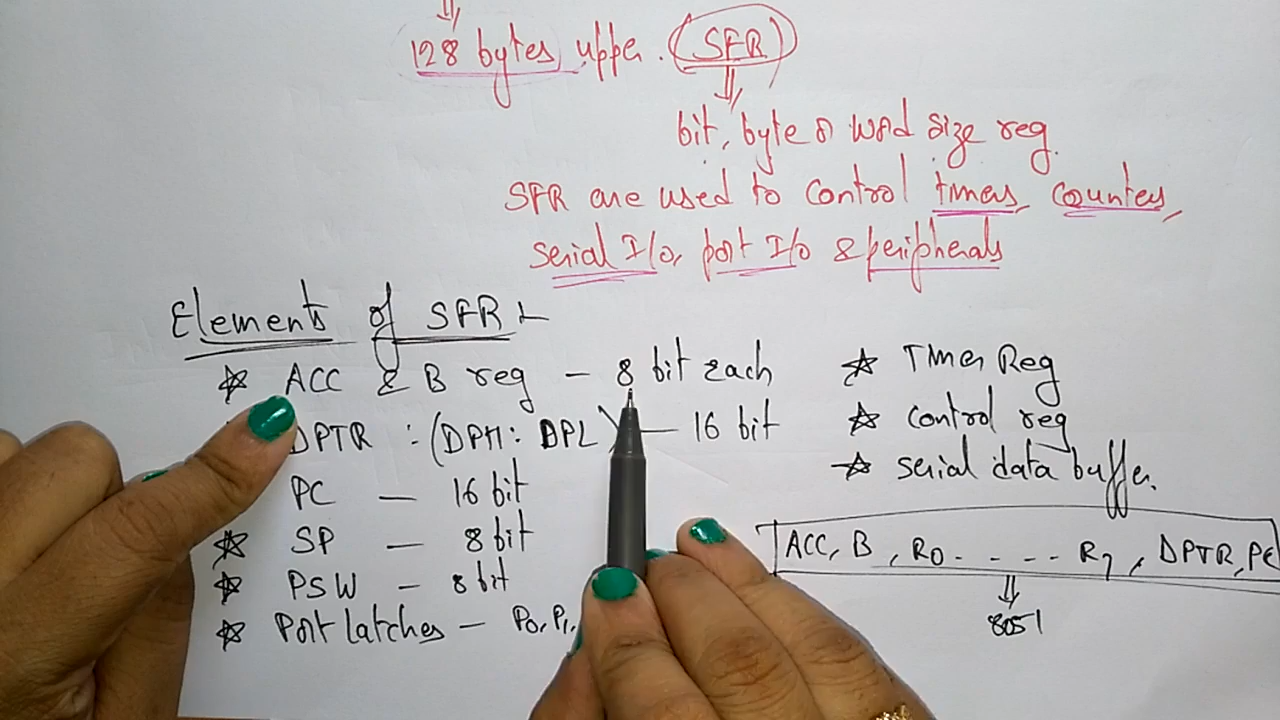 128 bytes upper. (SFR)
bit, byte or word size reg.
SFR are used to control timers, counters,
serial I/o, port I/o & peripherals
Elements of SFR :-
☆ ACC & B reg - 8 bit each
DPTR : (DPH : DPL) - 16 bit
PC - 16 bit
☆ SP - 8 bit
☆ PSW - 8 bit
☆ Port latches - P0, P1,
☆ Timer Reg
☆ control reg
☆ serial data buffer.
ACC, B, R0 - - - - R7, DPTR, PC
8051